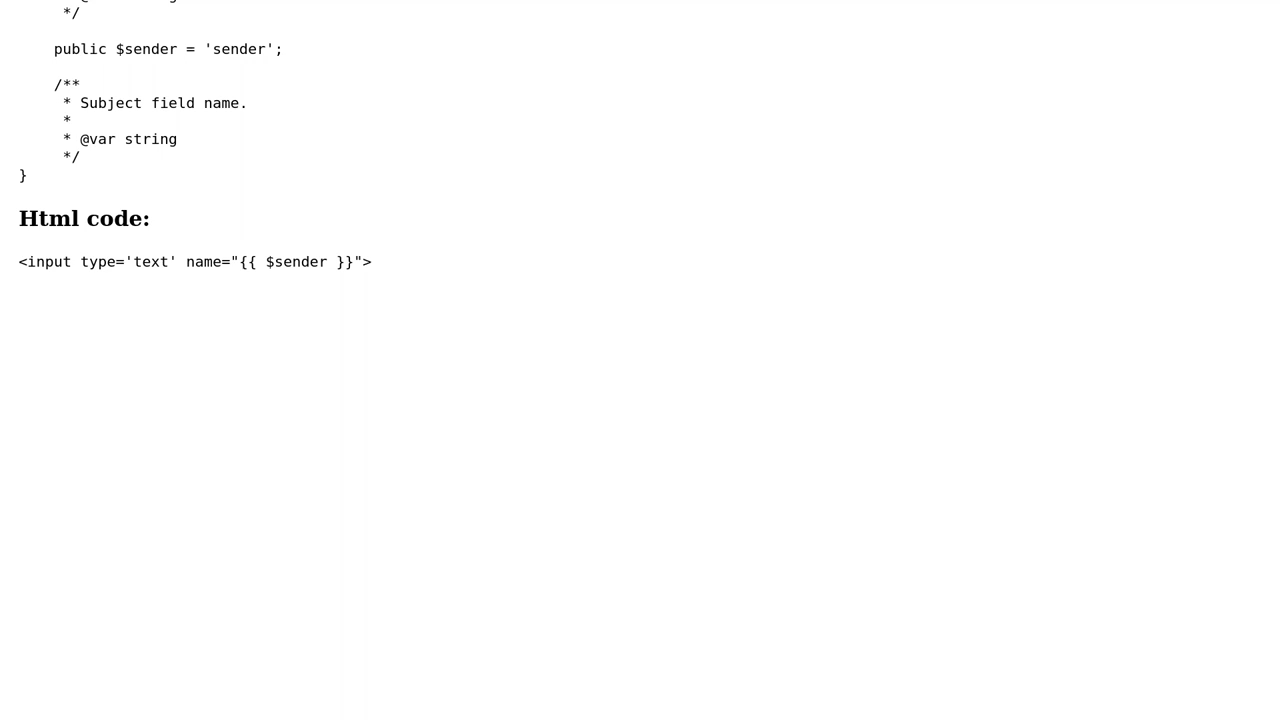 */
public $sender = 'sender';
/**
* Subject field name.
*
* @var string
*/
}
Html code:
<input type='text' name="{{ $sender }}">